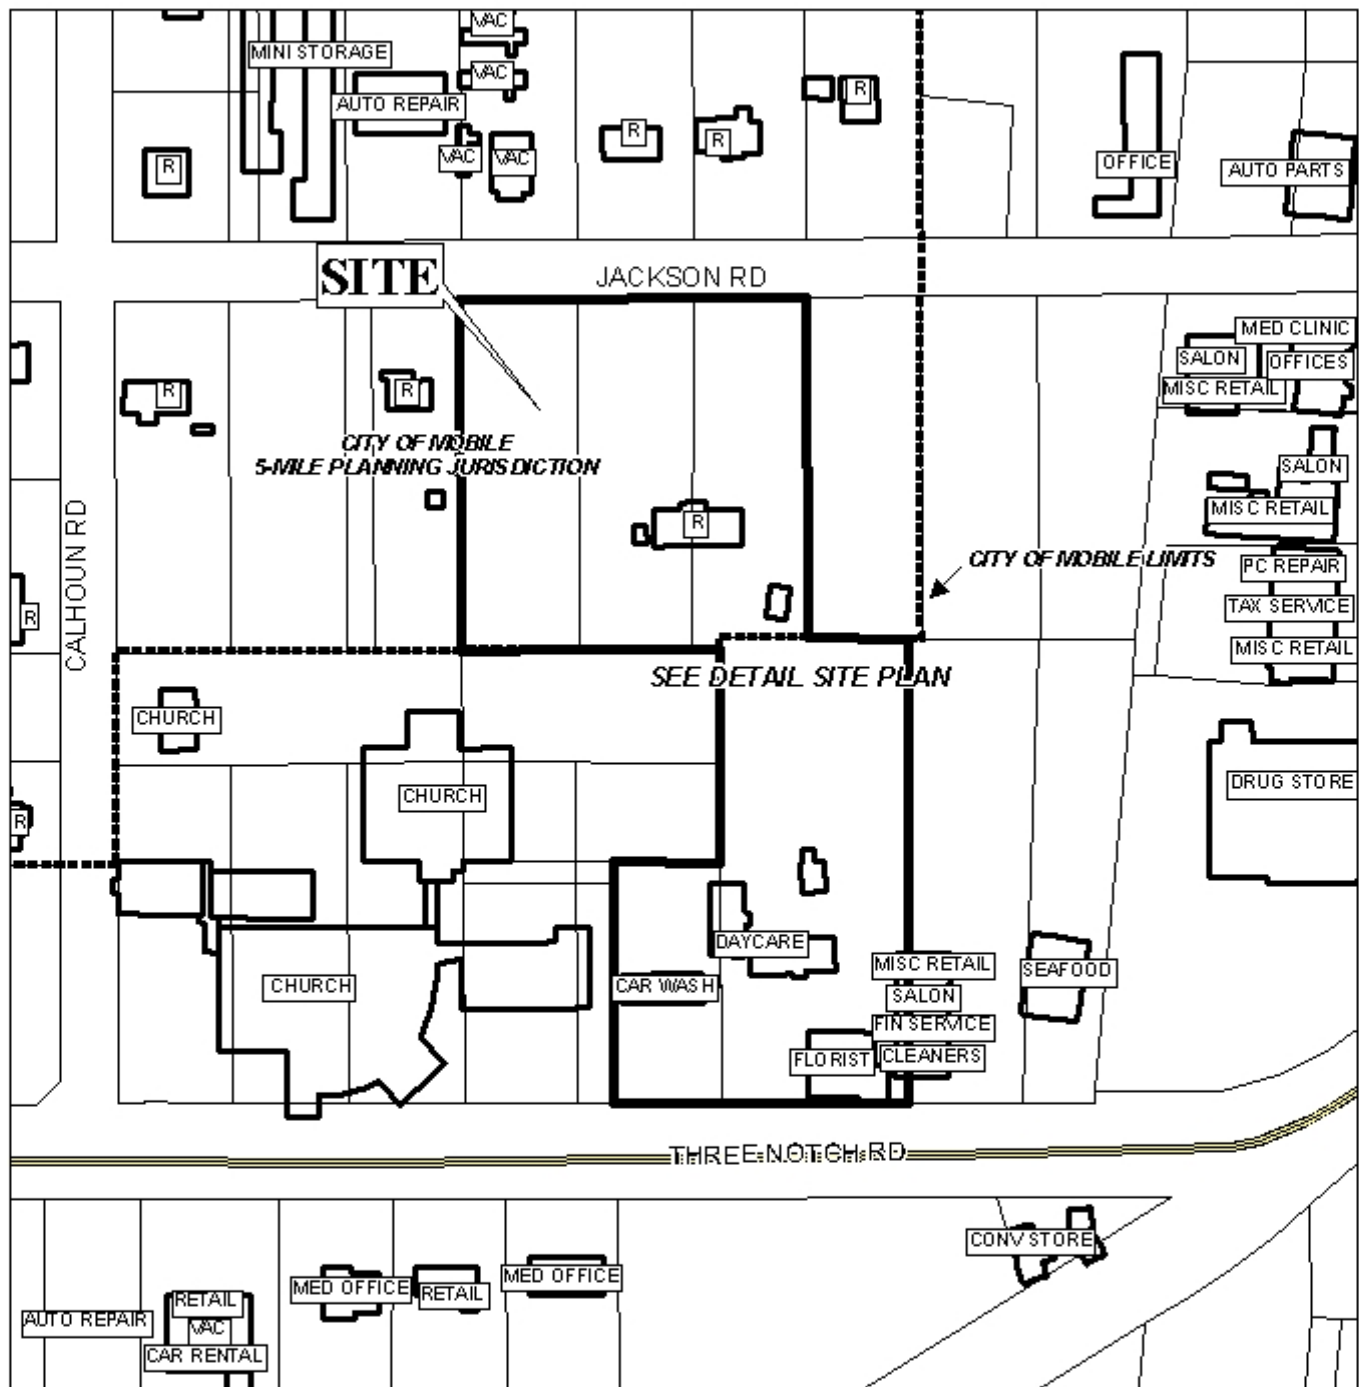 VAC
MINI STORAGE
VAC
AUTO REPAIR
R
R
R
VAC
VAC
R
OFFICE
AUTO PARTS
SITE
JACKSON RD
MED CLINIC
SALON
OFFICES
MISC RETAIL
R
R
CITY OF MOBILE
5-MILE PLANNING JURISDICTION
SALON
MISC RETAIL
R
CALHOUN RD
CITY OF MOBILE LIMITS
PC REPAIR
TAX SERVICE
MISC RETAIL
R
SEE DETAIL SITE PLAN
CHURCH
DRUG STORE
CHURCH
R
DAYCARE
MISC RETAIL
SEAFOOD
CHURCH
CAR WASH
SALON
FIN SERVICE
FLORIST
CLEANERS
THREE NOTCH RD
CONV STORE
MED OFFICE
MED OFFICE
RETAIL
RETAIL
AUTO REPAIR
VAC
CAR RENTAL